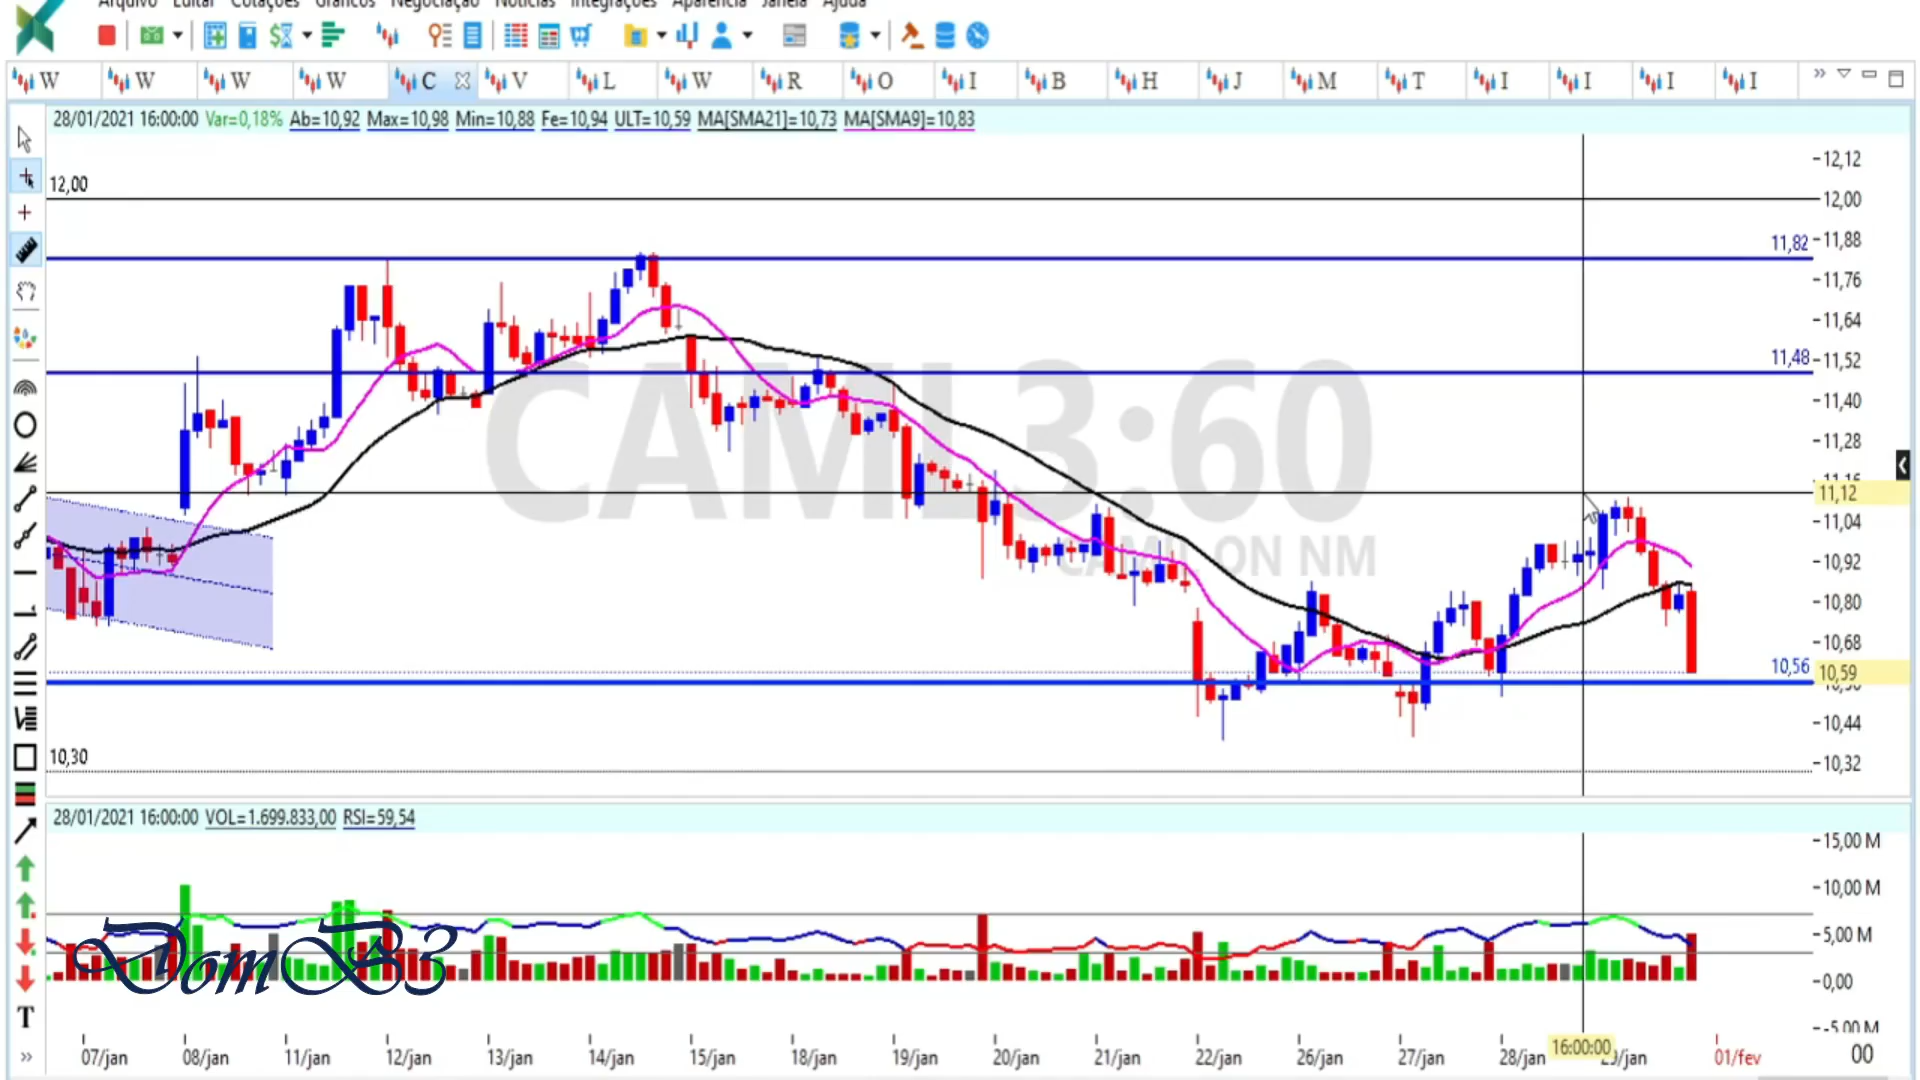 Arquivo Editar Cotações Gráficos Negociação Notícias Integrações Aparência Janela Ajuda
W W W W C V L W R O I B H J M T I I I I
28/01/2021 16:00:00 Var=0,18% Ab=10,92 Max=10,98 Min=10,88 Fe=10,94 ULT=10,59 MA[SMA21]=10,73 MA[SMA9]=10,83
12,12
12,00
12,00
11,82
11,88
11,76
11,64
11,48
11,52
11,40
11,28
11,16
11,12
11,04
10,92
10,80
10,68
10,56
10,59
10,44
10,30
10,32
CAML3:60
CAMIL ON NM
28/01/2021 16:00:00 VOL=1.699.833,00 RSI=59,54
15,00 M
10,00 M
5,00 M
0,00
-5,00 M
DomB3
T
07/jan 08/jan 11/jan 12/jan 13/jan 14/jan 15/jan 18/jan 19/jan 20/jan 21/jan 22/jan 26/jan 27/jan 28/jan 16:00:00 29/jan 01/fev 00